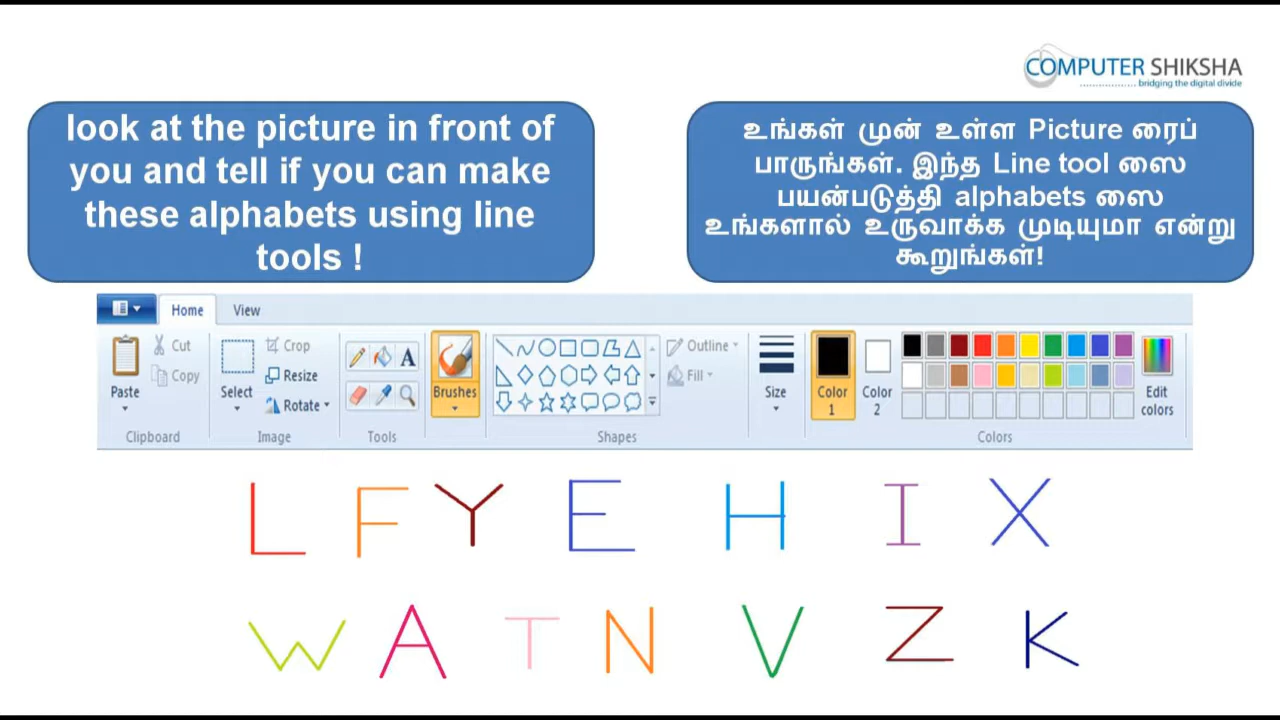 COMPUTER SHIKSHA
bridging the digital divide
look at the picture in front of
you and tell if you can make
these alphabets using line
tools !
உங்கள் முன் உள்ள Picture ரைப்
பாருங்கள். இந்த Line tool ஸை
பயன்படுத்தி alphabets ஸை
உங்களால் உருவாக்க முடியுமா என்று
கூறுங்கள்!
Home View
Cut
Copy
Paste
Clipboard
Select
Crop
Resize
Rotate
Image
A
Tools
Brushes
Shapes
Outline
Fill
Size
Color
1
Color
2
Edit
colors
Colors
L F Y E H I X
W A T N V Z K